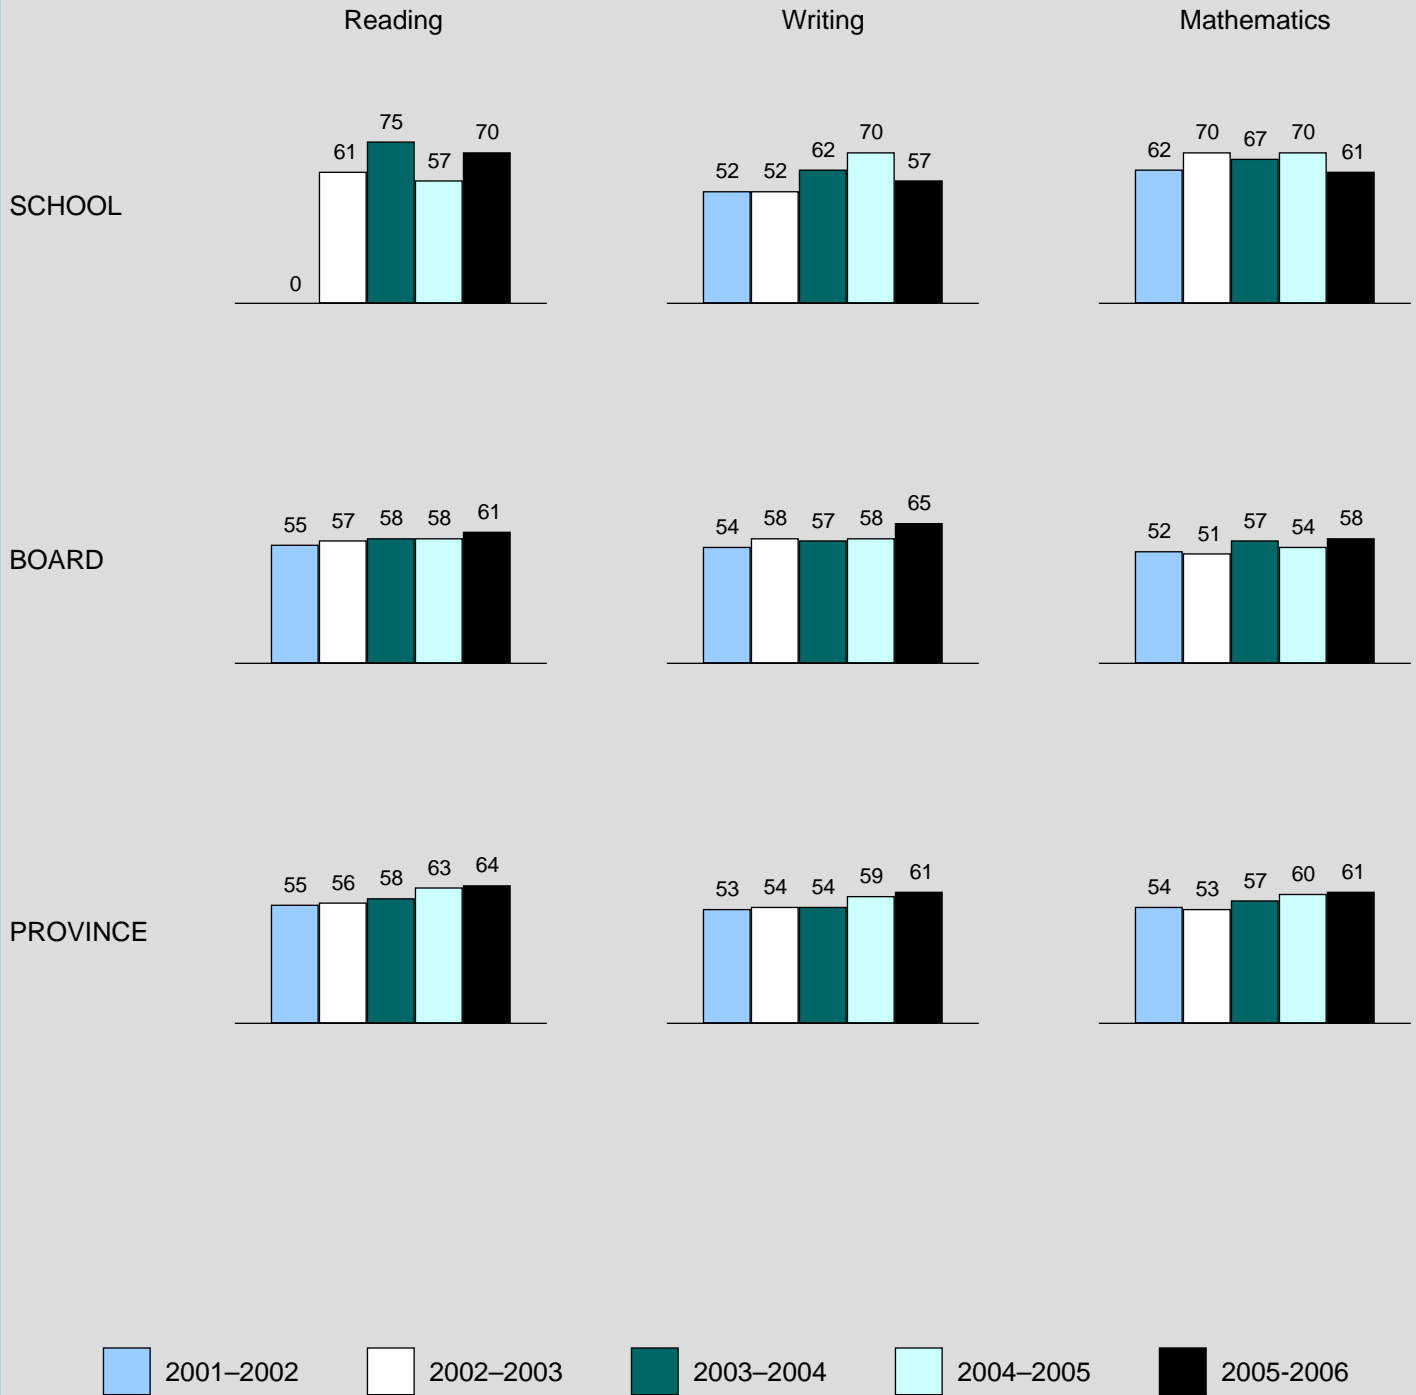 Reading Writing Mathematics
SCHOOL
0 61 75 57 70
52 52 62 70 57
62 70 67 70 61
BOARD
55 57 58 58 61
54 58 57 58 65
52 51 57 54 58
PROVINCE
55 56 58 63 64
53 54 54 59 61
54 53 57 60 61
2001–2002 2002–2003 2003–2004 2004–2005 2005-2006